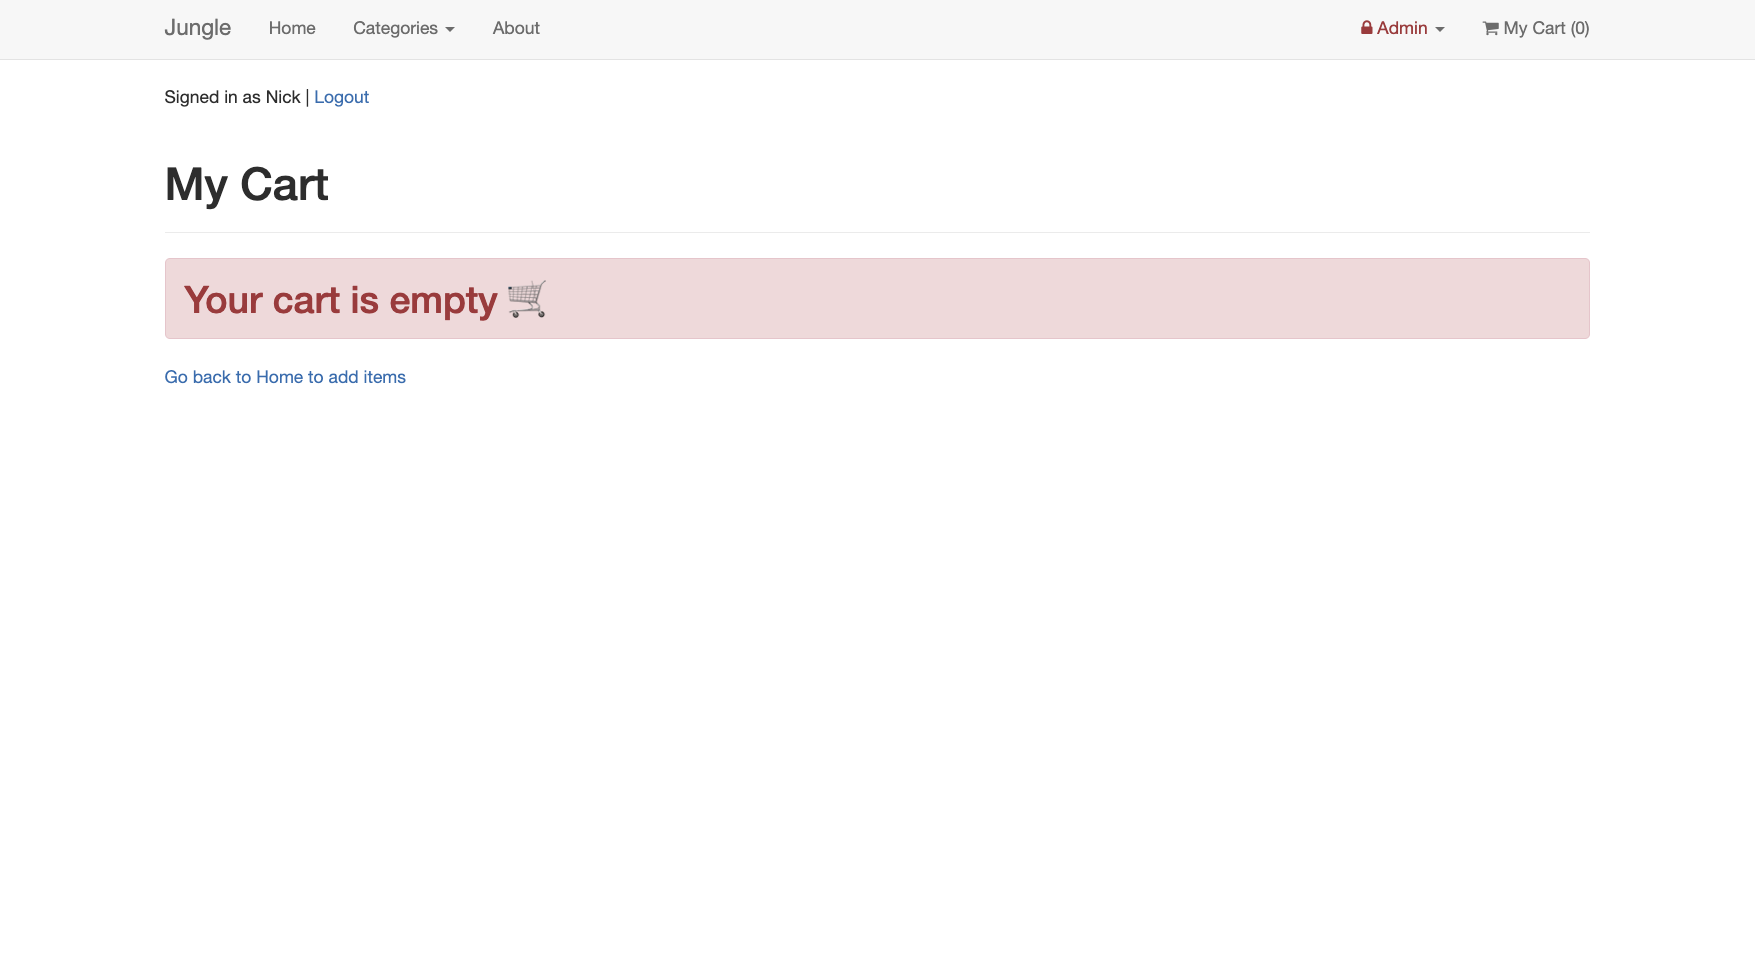 Jungle Home Categories About Admin My Cart (0)
Signed in as Nick | Logout
My Cart
Your cart is empty
Go back to Home to add items